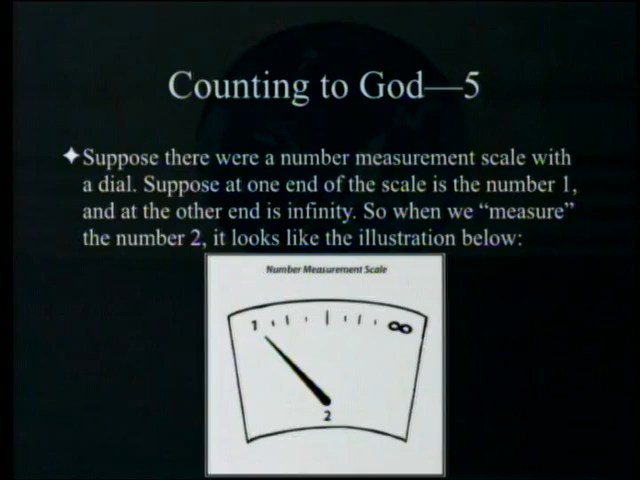 Counting to God—5
✦Suppose there were a number measurement scale with
a dial. Suppose at one end of the scale is the number 1,
and at the other end is infinity. So when we “measure”
the number 2, it looks like the illustration below:
Number Measurement Scale
1 ∞
2